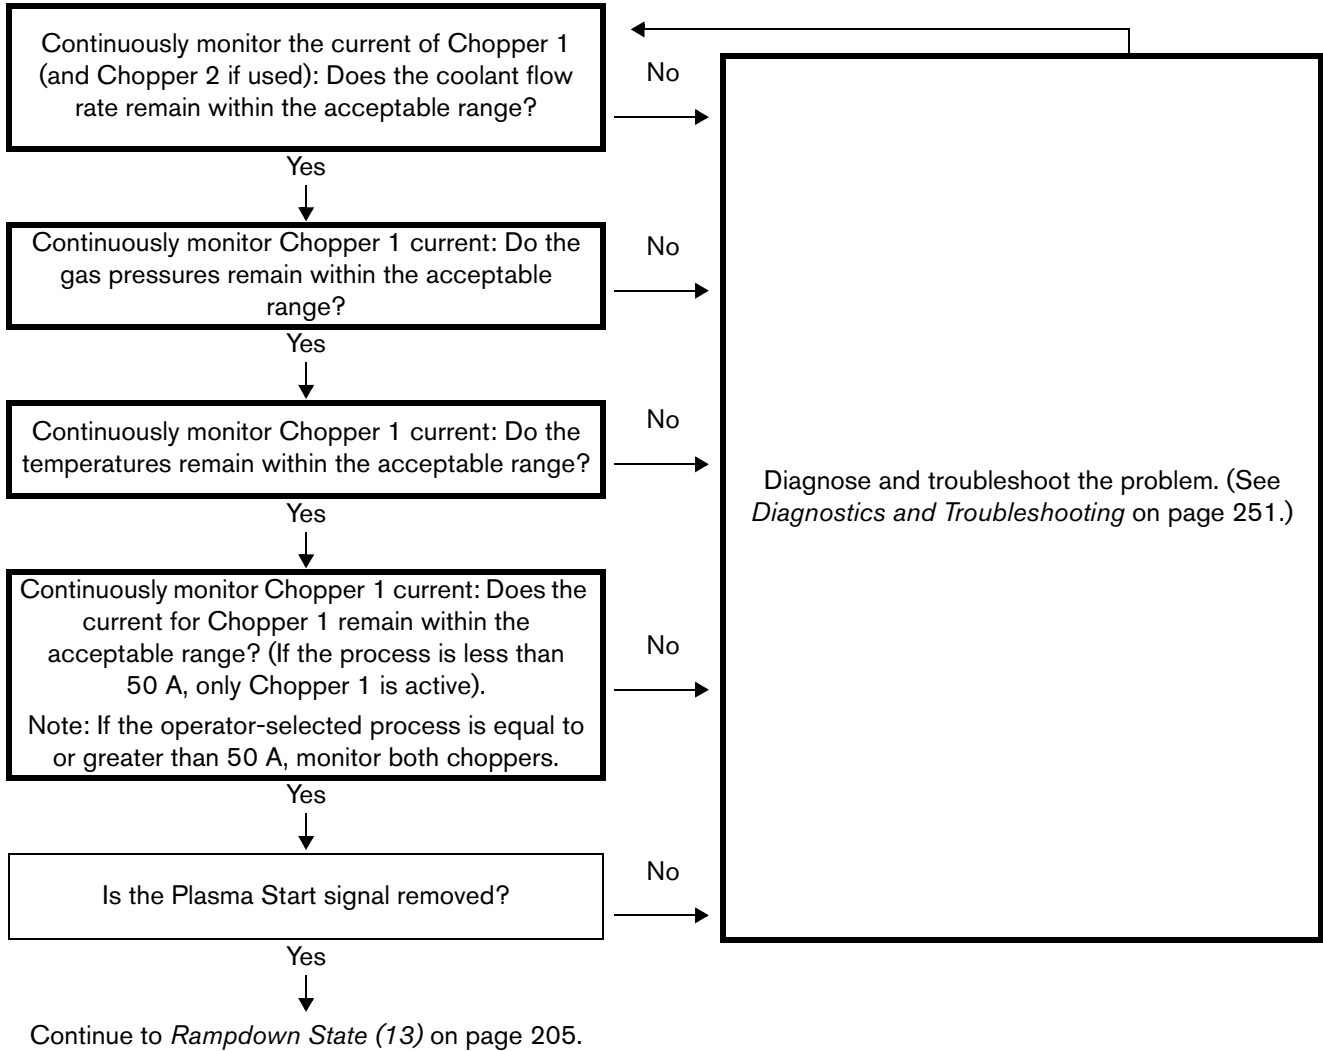 Continuously monitor the current of Chopper 1
(and Chopper 2 if used): Does the coolant flow
rate remain within the acceptable range?
No
Yes
Continuously monitor Chopper 1 current: Do the
gas pressures remain within the acceptable
range?
No
Yes
Continuously monitor Chopper 1 current: Do the
temperatures remain within the acceptable range?
No
Yes
Continuously monitor Chopper 1 current: Does the
current for Chopper 1 remain within the
acceptable range? (If the process is less than
50 A, only Chopper 1 is active).
Note: If the operator-selected process is equal to
or greater than 50 A, monitor both choppers.
No
Yes
Is the Plasma Start signal removed?
No
Yes
Continue to Rampdown State (13) on page 205.
Diagnose and troubleshoot the problem. (See
Diagnostics and Troubleshooting on page 251.)